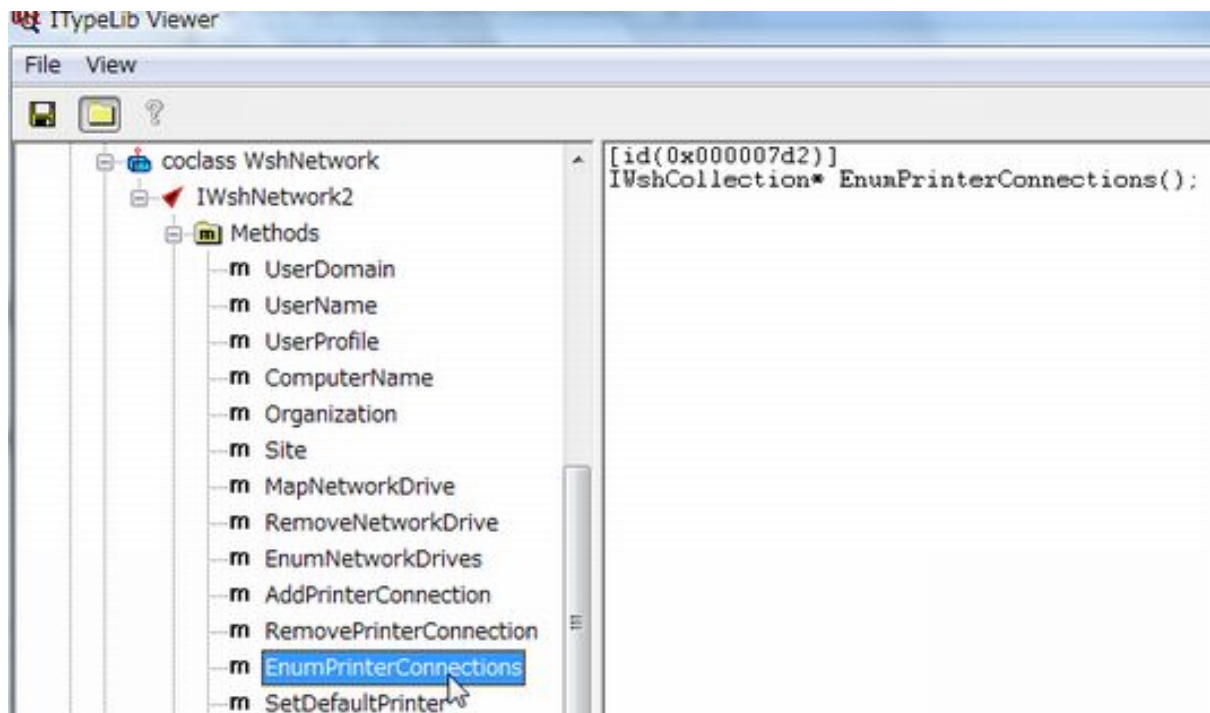 ITypeLib Viewer
File View
coclass WshNetwork
IWshNetwork2
m Methods
m UserDomain
m UserName
m UserProfile
m ComputerName
m Organization
m Site
m MapNetworkDrive
m RemoveNetworkDrive
m EnumNetworkDrives
m AddPrinterConnection
m RemovePrinterConnection
m EnumPrinterConnections
m SetDefaultPrinter
[id(0x000007d2)]
IWshCollection* EnumPrinterConnections();